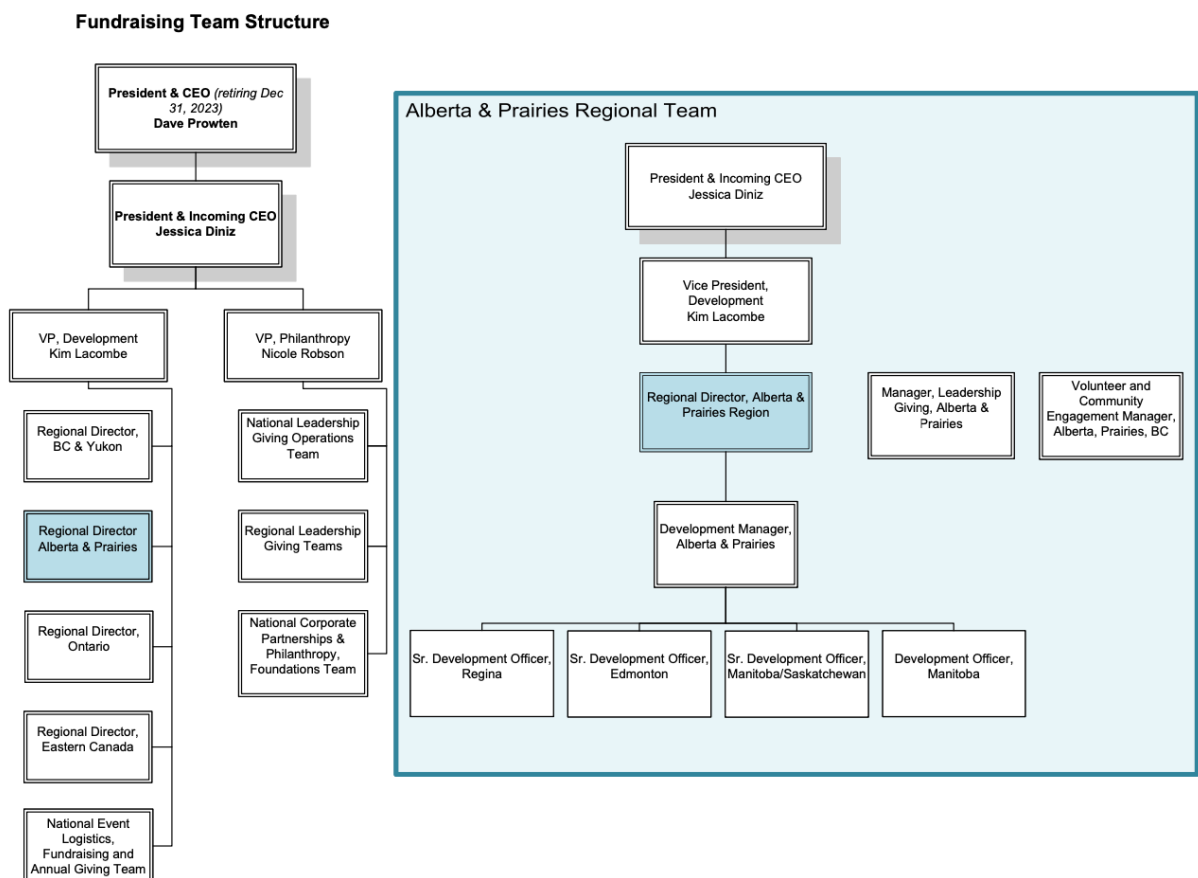 Fundraising Team Structure
President & CEO (retiring Dec
31, 2023)
Dave Prowten
President & Incoming CEO
Jessica Diniz
VP, Development
Kim Lacombe
VP, Philanthropy
Nicole Robson
Regional Director,
BC & Yukon
Regional Director
Alberta & Prairies
Regional Director,
Ontario
Regional Director,
Eastern Canada
National Event
Logistics,
Fundraising and
Annual Giving Team
National Leadership
Giving Operations
Team
Regional Leadership
Giving Teams
National Corporate
Partnerships &
Philanthropy,
Foundations Team
Alberta & Prairies Regional Team
President & Incoming CEO
Jessica Diniz
Vice President,
Development
Kim Lacombe
Regional Director, Alberta &
Prairies Region
Manager, Leadership
Giving, Alberta &
Prairies
Volunteer and
Community
Engagement Manager,
Alberta, Prairies, BC
Development Manager,
Alberta & Prairies
Sr. Development Officer,
Regina
Sr. Development Officer,
Edmonton
Sr. Development Officer,
Manitoba/Saskatchewan
Development Officer,
Manitoba